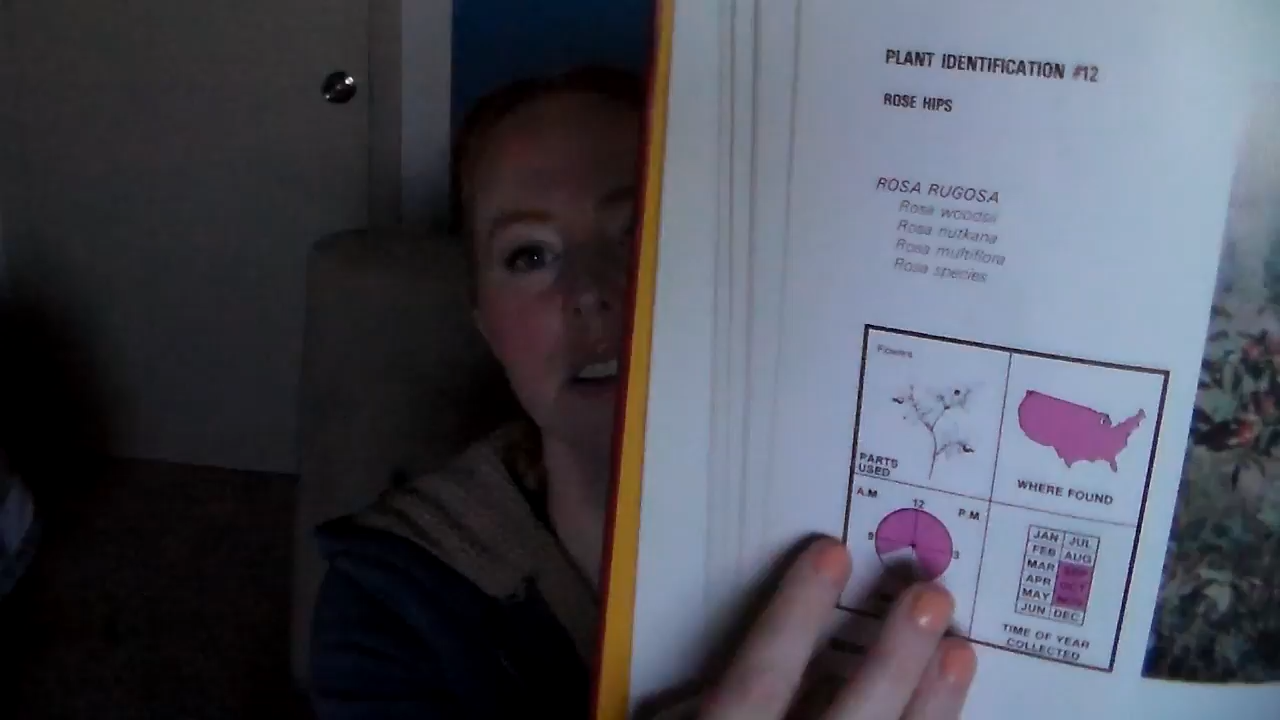 PLANT IDENTIFICATION #12
ROSE HIPS
ROSA RUGOSA
Rosa woodsii
Rosa nutkana
Rosa multiflora
Rosa species
Flowers
PARTS
USED
WHERE FOUND
A.M
12
P.M
9
3
JAN JUL
FEB AUG
MAR SEP
APR OCT
MAY NOV
JUN DEC
TIME OF YEAR
COLLECTED